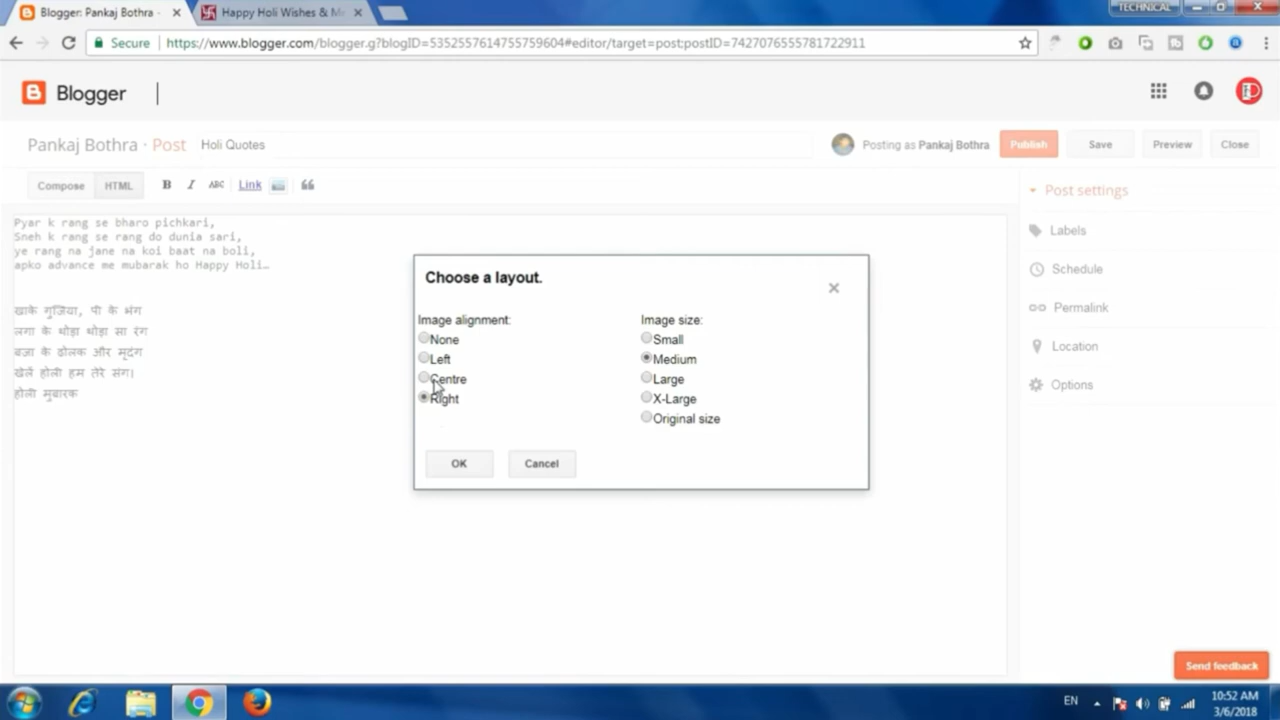 Blogger: Pankaj Bothra -
Happy Holi Wishes & Me
TECHNICAL
Secure
https://www.blogger.com/blogger.g?blogID=5352557614755759604#editor/target=post;postID=7427076555781722911
Blogger
Pankaj Bothra · Post
Holi Quotes
Posting as Pankaj Bothra
Publish
Save
Preview
Close
Compose
HTML
B
I
ABC
Link
Post settings
Labels
Schedule
Permalink
Location
Options
Pyar k rang se bharo pichkari,
Sneh k rang se rang do dunia sari,
ye rang na jane na koi baat na boli,
apko advance me mubarak ho Happy Holi…
खाके गुजिया, पी के भंग
लगा के थोड़ा थोड़ा सा रंग
बजा के ढोलक और मृदंग
खेलें होली हम तेरे संग।
होली मुबारक
Choose a layout.
Image alignment:
None
Left
Centre
Right
Image size:
Small
Medium
Large
X-Large
Original size
OK
Cancel
Send feedback
EN
10:52 AM
3/6/2018